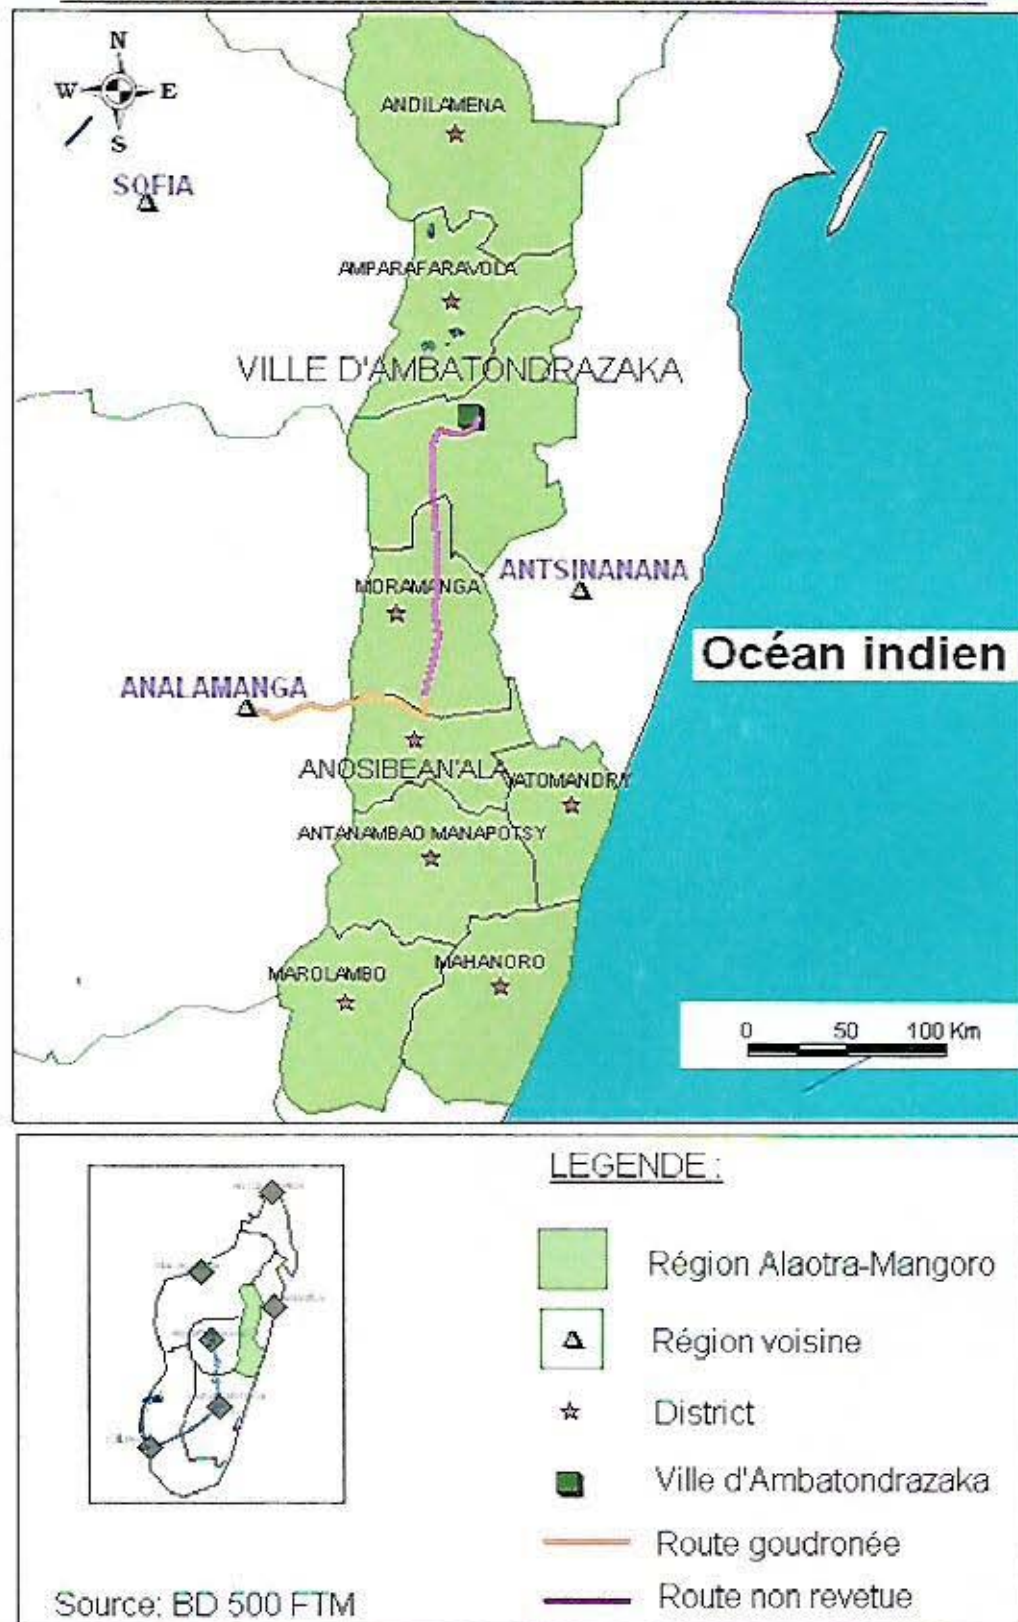 N
W E
S
ANDILAMENA
SOFIA
AMPARAFARAVOLA
VILLE D'AMBATONDRAZAKA
ANTSINANANA
MORAMANGA
Océan indien
ANALAMANGA
ANOSIBEAN'ALA
VATOMANDRY
ANTANAMBAO MANAPOTSY
MAHANORO
MAROLAMBO
0 50 100 Km
LEGENDE :
Région Alaotra-Mangoro
Région voisine
District
Ville d'Ambatondrazaka
Route goudronée
Route non revetue
Source: BD 500 FTM